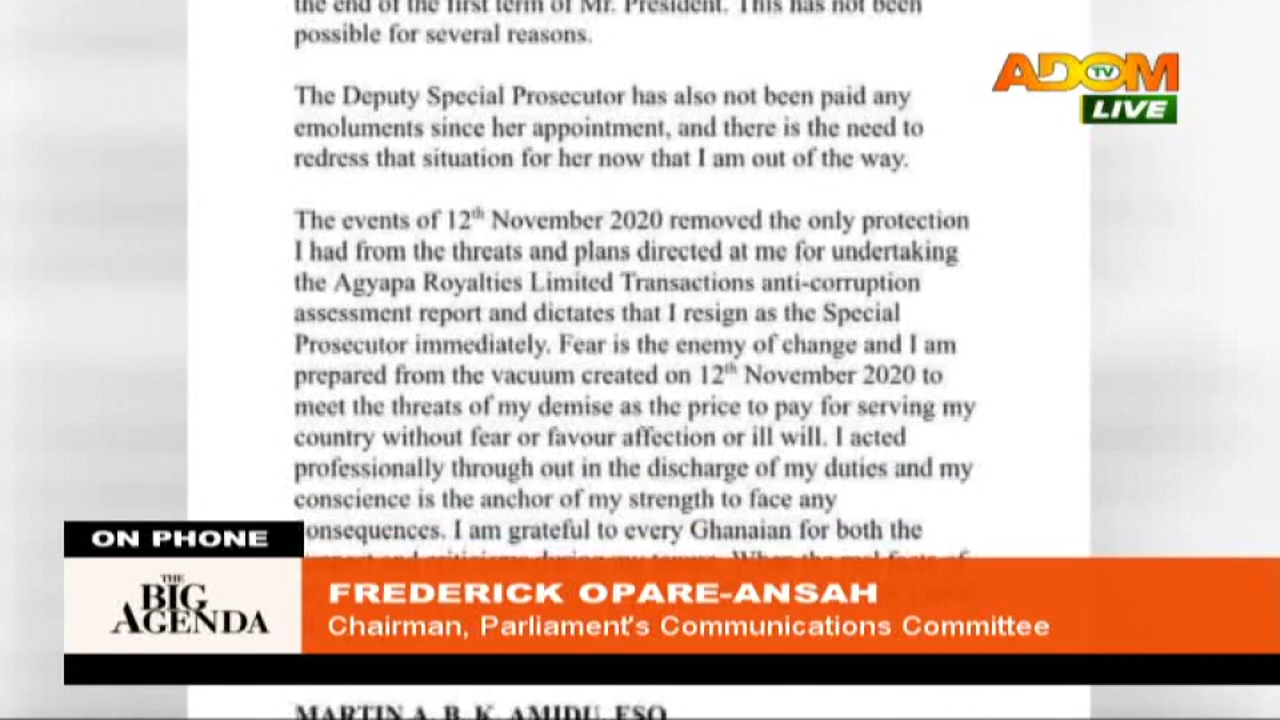 the end of the first term of Mr. President. This has not been
possible for several reasons.
The Deputy Special Prosecutor has also not been paid any
emoluments since her appointment, and there is the need to
redress that situation for her now that I am out of the way.
The events of 12th November 2020 removed the only protection
I had from the threats and plans directed at me for undertaking
the Agyapa Royalties Limited Transactions anti-corruption
assessment report and dictates that I resign as the Special
Prosecutor immediately. Fear is the enemy of change and I am
prepared from the vacuum created on 12th November 2020 to
meet the threats of my demise as the price to pay for serving my
country without fear or favour affection or ill will. I acted
professionally through out in the discharge of my duties and my
conscience is the anchor of my strength to face any
onsequences. I am grateful to every Ghanaian for both the
MARTIN A. B. K. AMIDU, ESQ
ADOM TV
LIVE
ON PHONE
THE
BIG
AGENDA
FREDERICK OPARE-ANSAH
Chairman, Parliament's Communications Committee